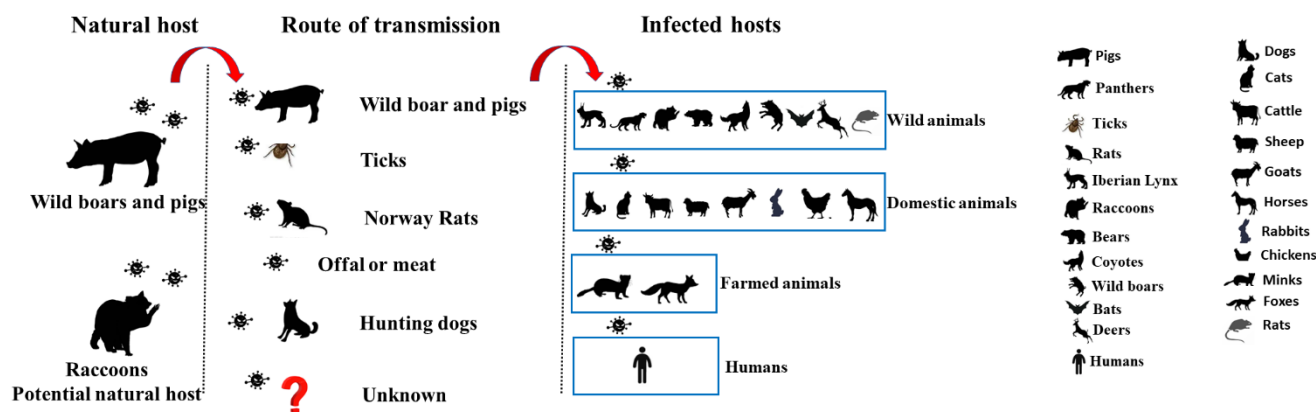 Natural host
Route of transmission
Infected hosts
Wild boars and pigs
Raccoons
Potential natural host
Wild boar and pigs
Ticks
Norway Rats
Offal or meat
Hunting dogs
?
Unknown
Wild animals
Domestic animals
Farmed animals
Humans
Pigs
Panthers
Ticks
Rats
Iberian Lynx
Raccoons
Bears
Coyotes
Wild boars
Bats
Deers
Humans
Dogs
Cats
Cattle
Sheep
Goats
Horses
Rabbits
Chickens
Minks
Foxes
Rats